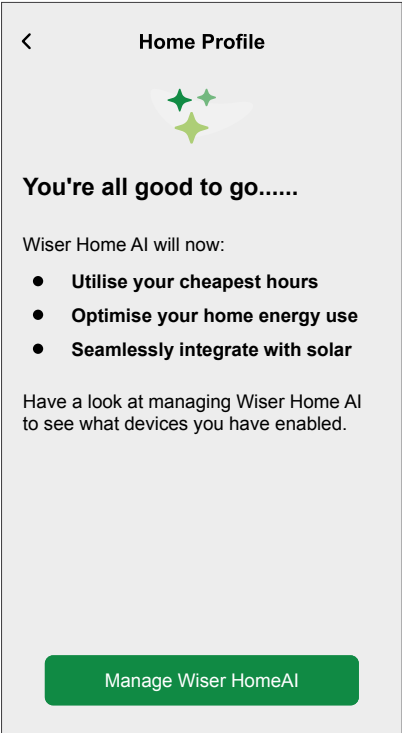 Home Profile
You're all good to go......
Wiser Home AI will now:
● Utilise your cheapest hours
● Optimise your home energy use
● Seamlessly integrate with solar
Have a look at managing Wiser Home AI
to see what devices you have enabled.
Manage Wiser HomeAI